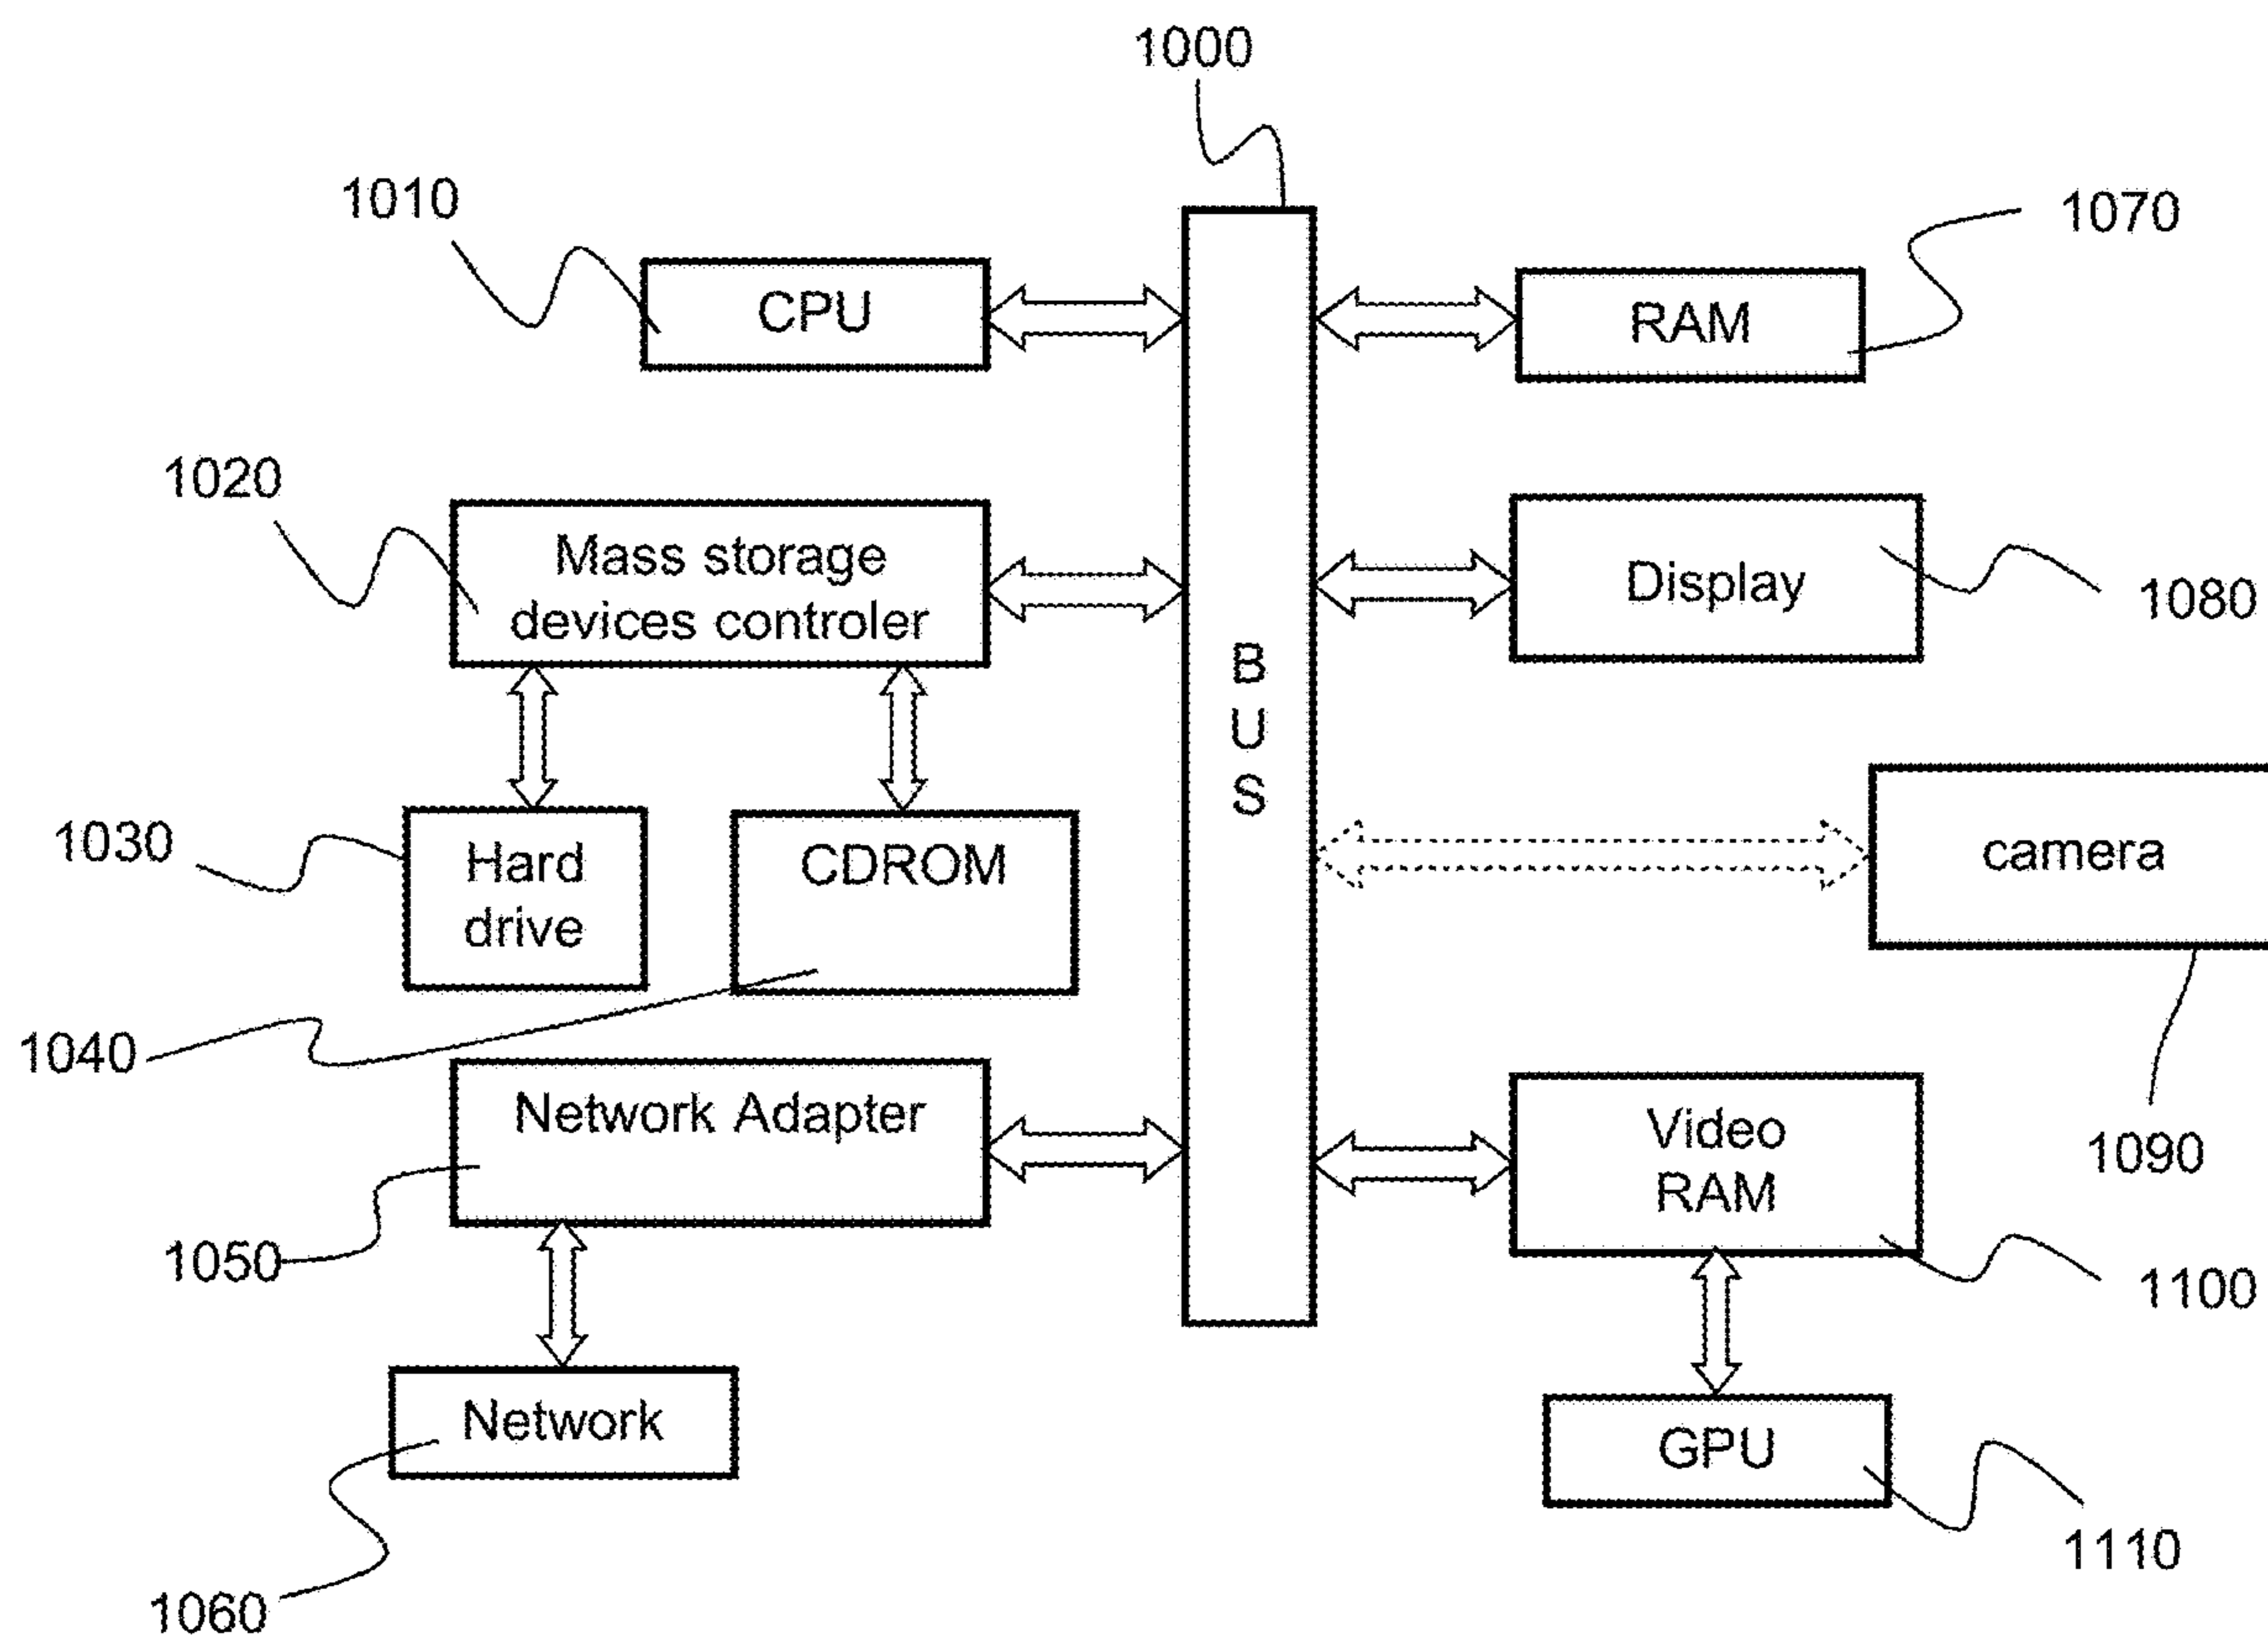 1000
1010
1070
CPU
RAM
1020
Mass storage
devices controler
Display
1080
B
U
S
1030
Hard
drive
CDROM
camera
1040
Network Adapter
Video
RAM
1090
1050
1100
Network
GPU
1110
1060